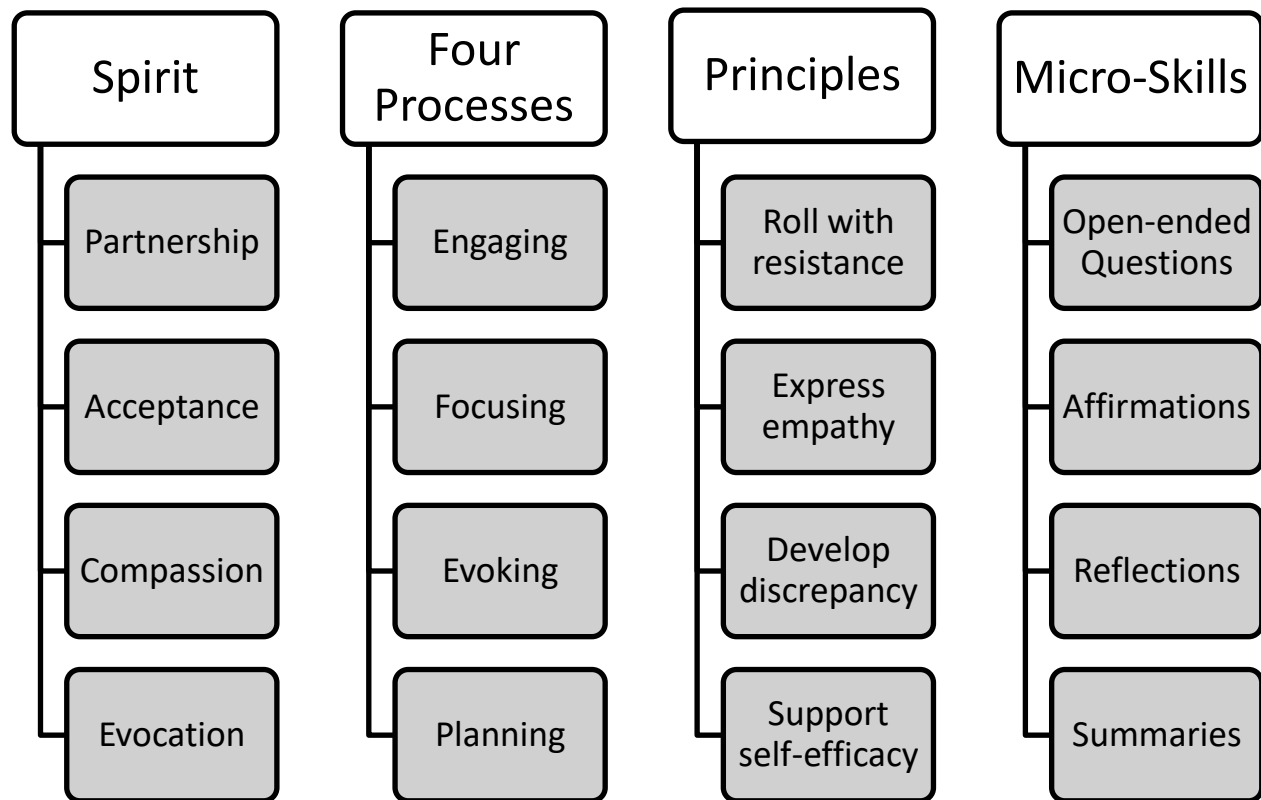 Spirit
Partnership
Acceptance
Compassion
Evocation
Four
Processes
Engaging
Focusing
Evoking
Planning
Principles
Roll with
resistance
Express
empathy
Develop
discrepancy
Support
self-efficacy
Micro-Skills
Open-ended
Questions
Affirmations
Reflections
Summaries